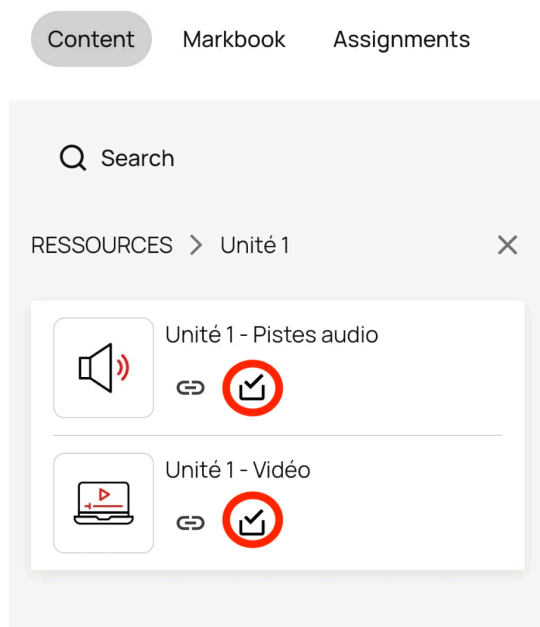 Content Markbook Assignments
Search
RESSOURCES > Unité 1
Unité 1 - Pistes audio
Unité 1 - Vidéo